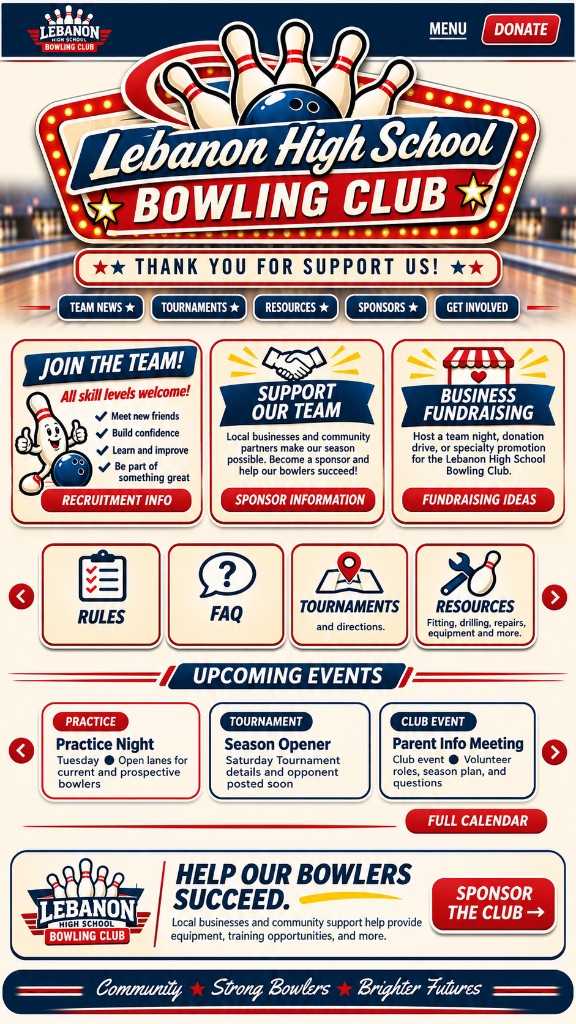 LEBANON
HIGH SCHOOL
BOWLING CLUB
MENU
DONATE
Lebanon High School
BOWLING CLUB
THANK YOU FOR SUPPORT US!
TEAM NEWS
TOURNAMENTS
RESOURCES
SPONSORS
GET INVOLVED
JOIN THE TEAM!
All skill levels welcome!
Meet new friends
Build confidence
Learn and improve
Be part of
something great
RECRUITMENT INFO
SUPPORT
OUR TEAM
Local businesses and community
partners make our season
possible. Become a sponsor and
help our bowlers succeed!
SPONSOR INFORMATION
BUSINESS
FUNDRAISING
Host a team night, donation
drive, or specialty promotion
for the Lebanon High School
Bowling Club.
FUNDRAISING IDEAS
RULES
FAQ
TOURNAMENTS
and directions.
RESOURCES
Fitting, drilling, repairs,
equipment and more.
UPCOMING EVENTS
PRACTICE
Practice Night
Tuesday ● Open lanes for
current and prospective
bowlers
TOURNAMENT
Season Opener
Saturday Tournament
details and opponent
posted soon
CLUB EVENT
Parent Info Meeting
Club event ● Volunteer
roles, season plan, and
questions
FULL CALENDAR
LEBANON
HIGH SCHOOL
BOWLING CLUB
HELP OUR BOWLERS
SUCCEED.
Local businesses and community support help provide
equipment, training opportunities, and more.
SPONSOR
THE CLUB →
Community ★ Strong Bowlers ★ Brighter Futures